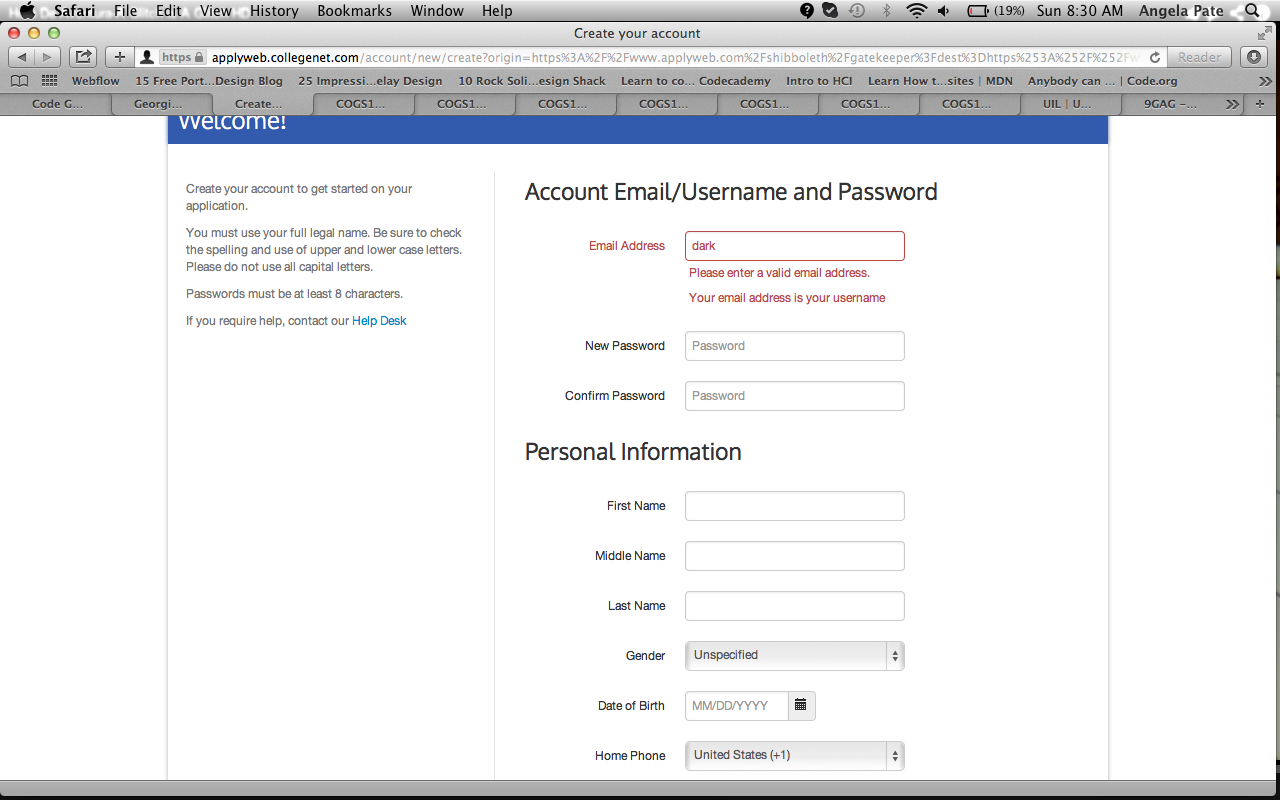 Safari File Edit View History Bookmarks Window Help (19%) Sun 8:30 AM Angela Pate
Create your account
https applyweb.collegenet.com/account/new/create?origin=https%3A%2F%2Fwww.applyweb.com%2Fshibboleth%2Fgatekeeper%3Fdest%3Dhttps%253A%252F%252Fw Reader
Webflow 15 Free Port...Design Blog 25 Impressi...elay Design 10 Rock Soli...esign Shack Learn to co... Codecademy Intro to HCI Learn How t...sites | MDN Anybody can ... | Code.org
Code G... Georgi... Create... COGS1... COGS1... COGS1... COGS1... COGS1... COGS1... COGS1... UIL | U... 9GAG –...
Welcome!
Create your account to get started on your
application.
You must use your full legal name. Be sure to check
the spelling and use of upper and lower case letters.
Please do not use all capital letters.
Passwords must be at least 8 characters.
If you require help, contact our Help Desk
Account Email/Username and Password
Email Address dark
Please enter a valid email address.
Your email address is your username
New Password Password
Confirm Password Password
Personal Information
First Name
Middle Name
Last Name
Gender Unspecified
Date of Birth MM/DD/YYYY
Home Phone United States (+1)